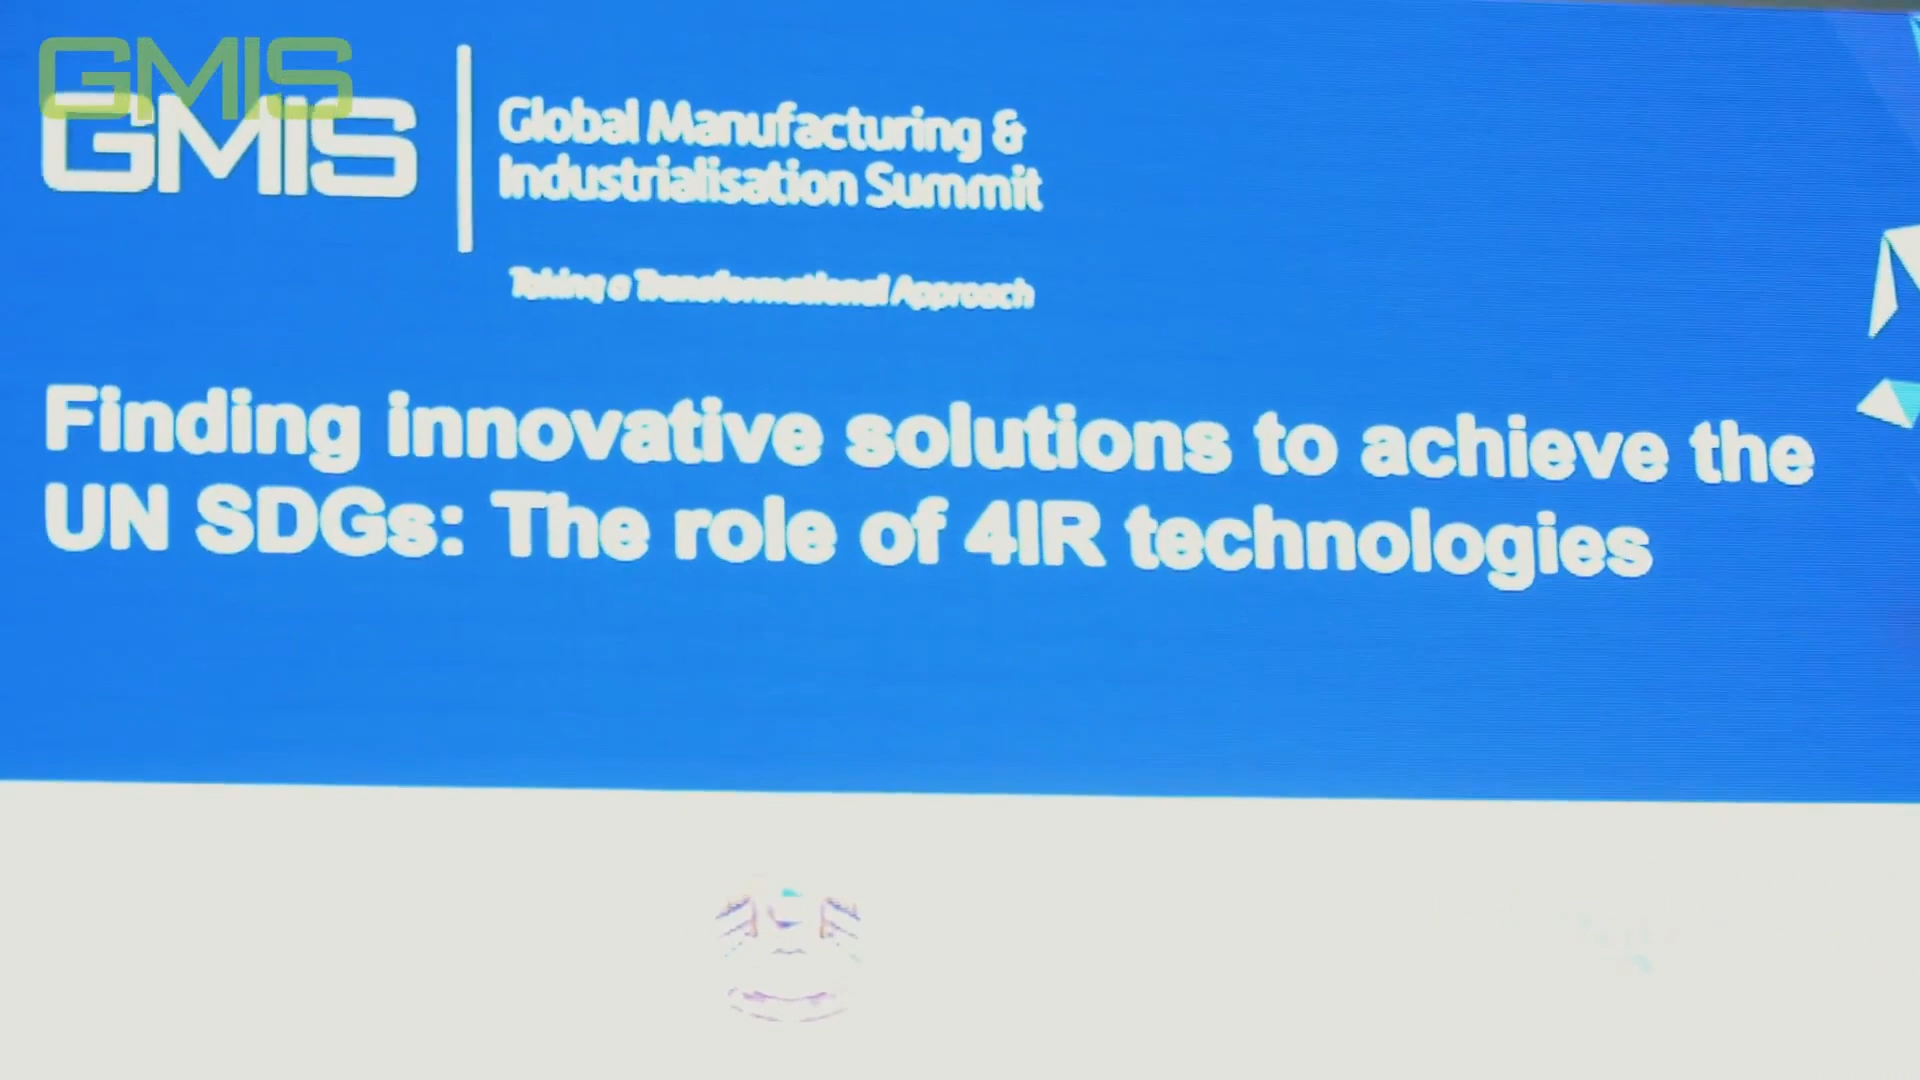 GMIS
GMIS
Global Manufacturing &
Industrialisation Summit
Taking a Transformational Approach
Finding innovative solutions to achieve the
UN SDGs: The role of 4IR technologies